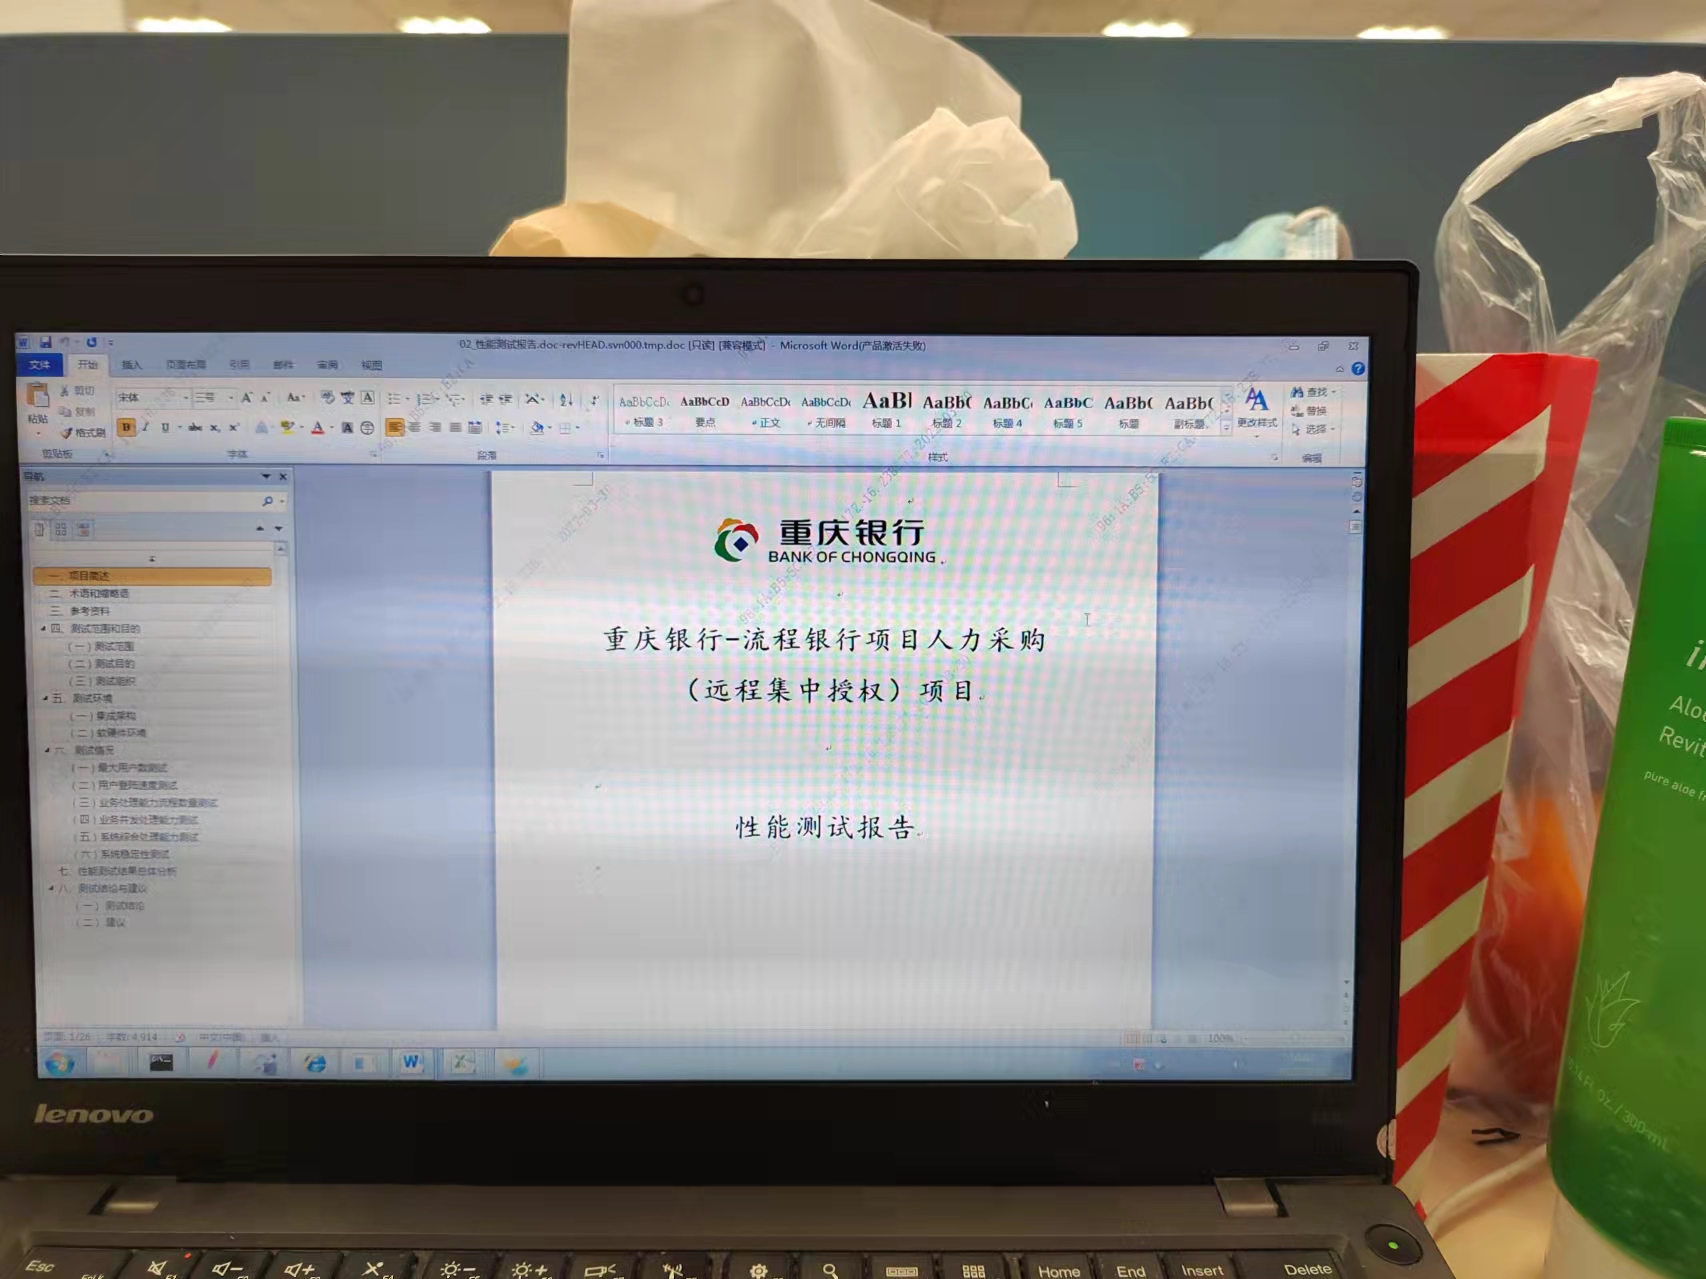 02_性能测试报告.doc-revHEAD.svn000.tmp.doc [只读] [兼容模式] - Microsoft Word(产品激活失败)
文件 开始 插入 页面布局 引用 邮件 审阅 视图
剪切
复制
格式刷
粘贴
剪贴板
宋体 三号
字体
段落
AaBbCcD AaBbCcD AaBbCcD AaBbCcD AaBl AaBbC AaBbC AaBbC AaBb( AaBb(
标题 3 要点 正文 无间隔 标题 1 标题 2 标题 4 标题 5 标题 副标题
样式
更改样式
查找
替换
选择
编辑
导航
搜索文档
一、项目简述
二、术语和缩略语
三、参考资料
四、测试范围和目的
(一)测试范围
(二)测试目的
(三)测试组织
五、测试环境
(一)集成架构
(二)软硬件环境
六、测试情况
(一)最大用户数测试
(二)用户登陆速度测试
(三)业务处理能力流程数量测试
(四)业务并发处理能力测试
(五)系统综合处理能力测试
(六)系统稳定性测试
七、性能测试结果总体分析
八、测试结论与建议
(一)测试结论
(二)建议
重庆银行
BANK OF CHONGQING
重庆银行-流程银行项目人力采购
（远程集中授权）项目
性能测试报告
页面: 1/26 字数: 4,914 中文(中国) 插入
100%
lenovo
Esc
Home End Insert Delete
Alo
Revit
pure aloe fr